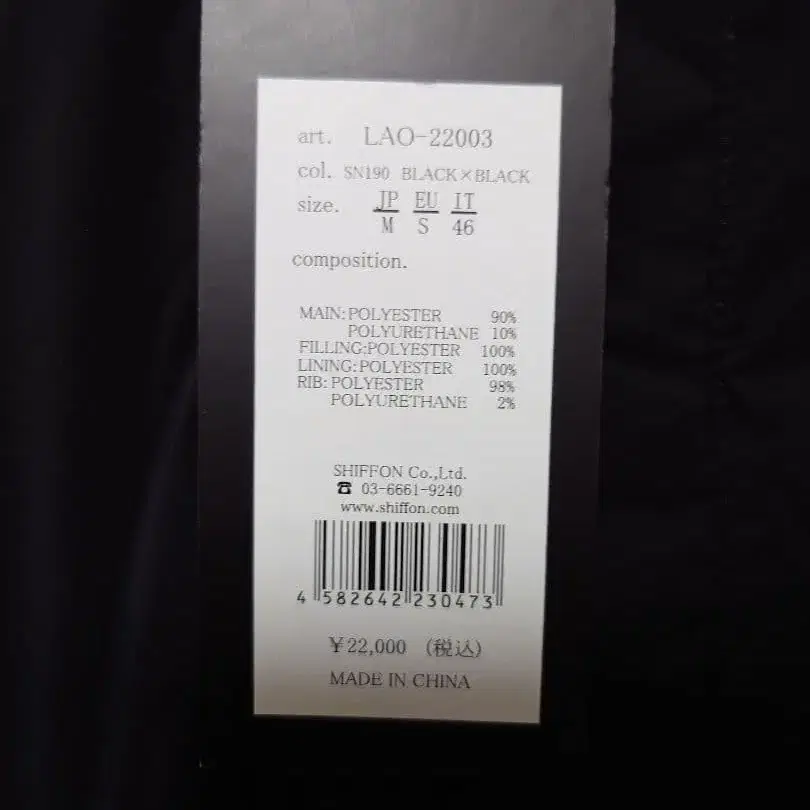 art. LAO-22003
col. SN190 BLACK×BLACK
size. JP EU IT
M S 46
composition.
MAIN:POLYESTER 90%
POLYURETHANE 10%
FILLING:POLYESTER 100%
LINING:POLYESTER 100%
RIB:POLYESTER 98%
POLYURETHANE 2%
SHIFFON Co.,Ltd.
☎ 03-6661-9240
www.shiffon.com
4 582642 230473
¥22,000 (税込)
MADE IN CHINA